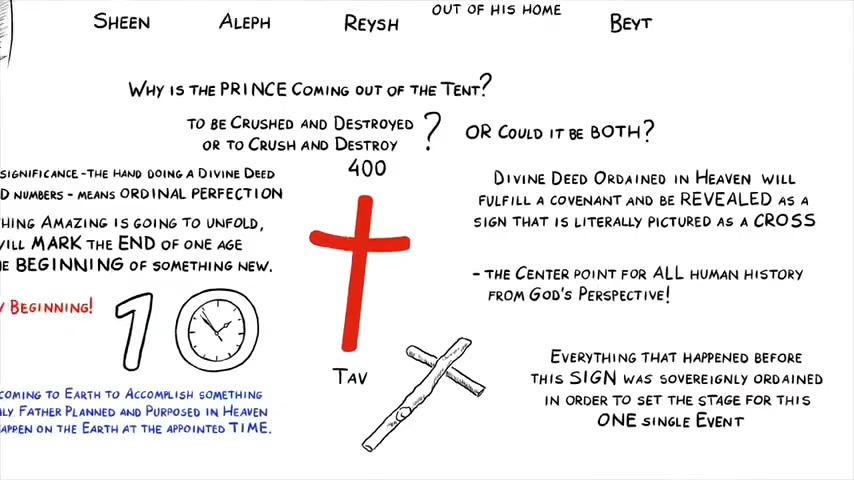 OUT OF HIS HOME
SHEEN ALEPH REYSH BEYT
WHY IS THE PRINCE COMING OUT OF THE TENT?
TO BE CRUSHED AND DESTROYED
OR TO CRUSH AND DESTROY
? OR COULD IT BE BOTH?
SIGNIFICANCE - THE HAND DOING A DIVINE DEED
D NUMBERS - MEANS ORDINAL PERFECTION
THING AMAZING IS GOING TO UNFOLD,
WILL MARK THE END OF ONE AGE
E BEGINNING OF SOMETHING NEW.
W BEGINNING!
10
COMING TO EARTH TO ACCOMPLISH SOMETHING
LY FATHER PLANNED AND PURPOSED IN HEAVEN
APPEN ON THE EARTH AT THE APPOINTED TIME.
400
TAV
DIVINE DEED ORDAINED IN HEAVEN WILL
FULFILL A COVENANT AND BE REVEALED AS A
SIGN THAT IS LITERALLY PICTURED AS A CROSS
- THE CENTER POINT FOR ALL HUMAN HISTORY
FROM GOD'S PERSPECTIVE!
EVERYTHING THAT HAPPENED BEFORE
THIS SIGN WAS SOVEREIGNLY ORDAINED
IN ORDER TO SET THE STAGE FOR THIS
ONE SINGLE EVENT